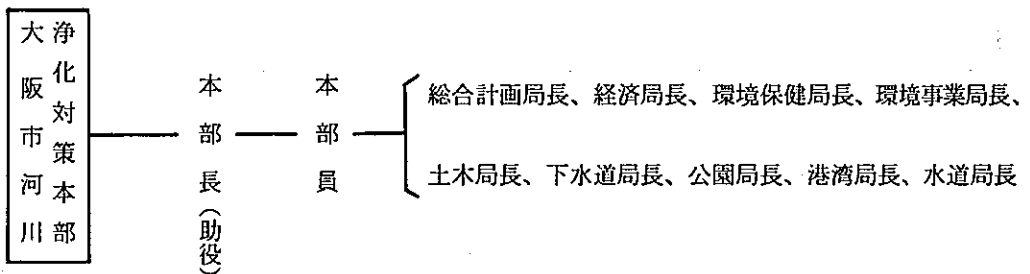 大阪市河川
浄化対策本部
本部長(助役)
本部員
総合計画局長、経済局長、環境保健局長、環境事業局長、
土木局長、下水道局長、公園局長、港湾局長、水道局長